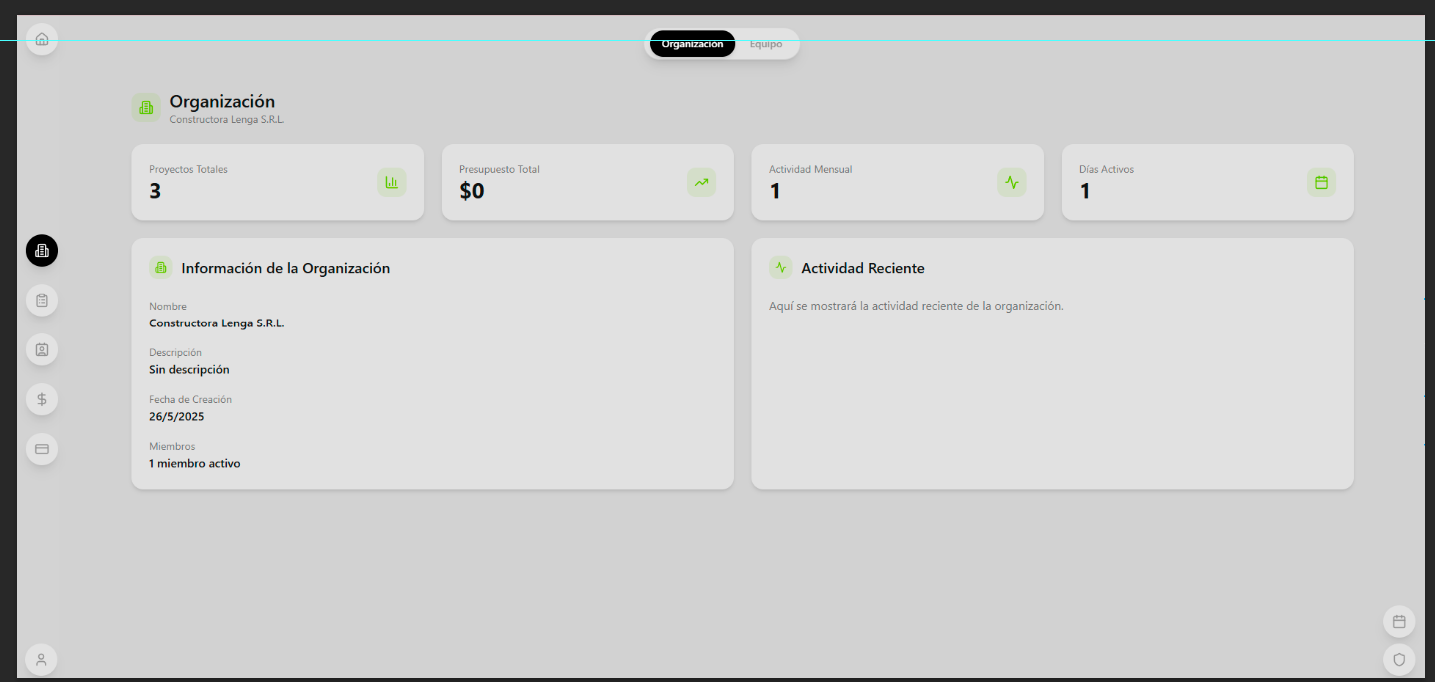 Organización
Equipo
Organización
Constructora Lenga S.R.L.
Proyectos Totales
3
Presupuesto Total
$0
Actividad Mensual
1
Días Activos
1
Información de la Organización
Nombre
Constructora Lenga S.R.L.
Descripción
Sin descripción
Fecha de Creación
26/5/2025
Miembros
1 miembro activo
Actividad Reciente
Aquí se mostrará la actividad reciente de la organización.